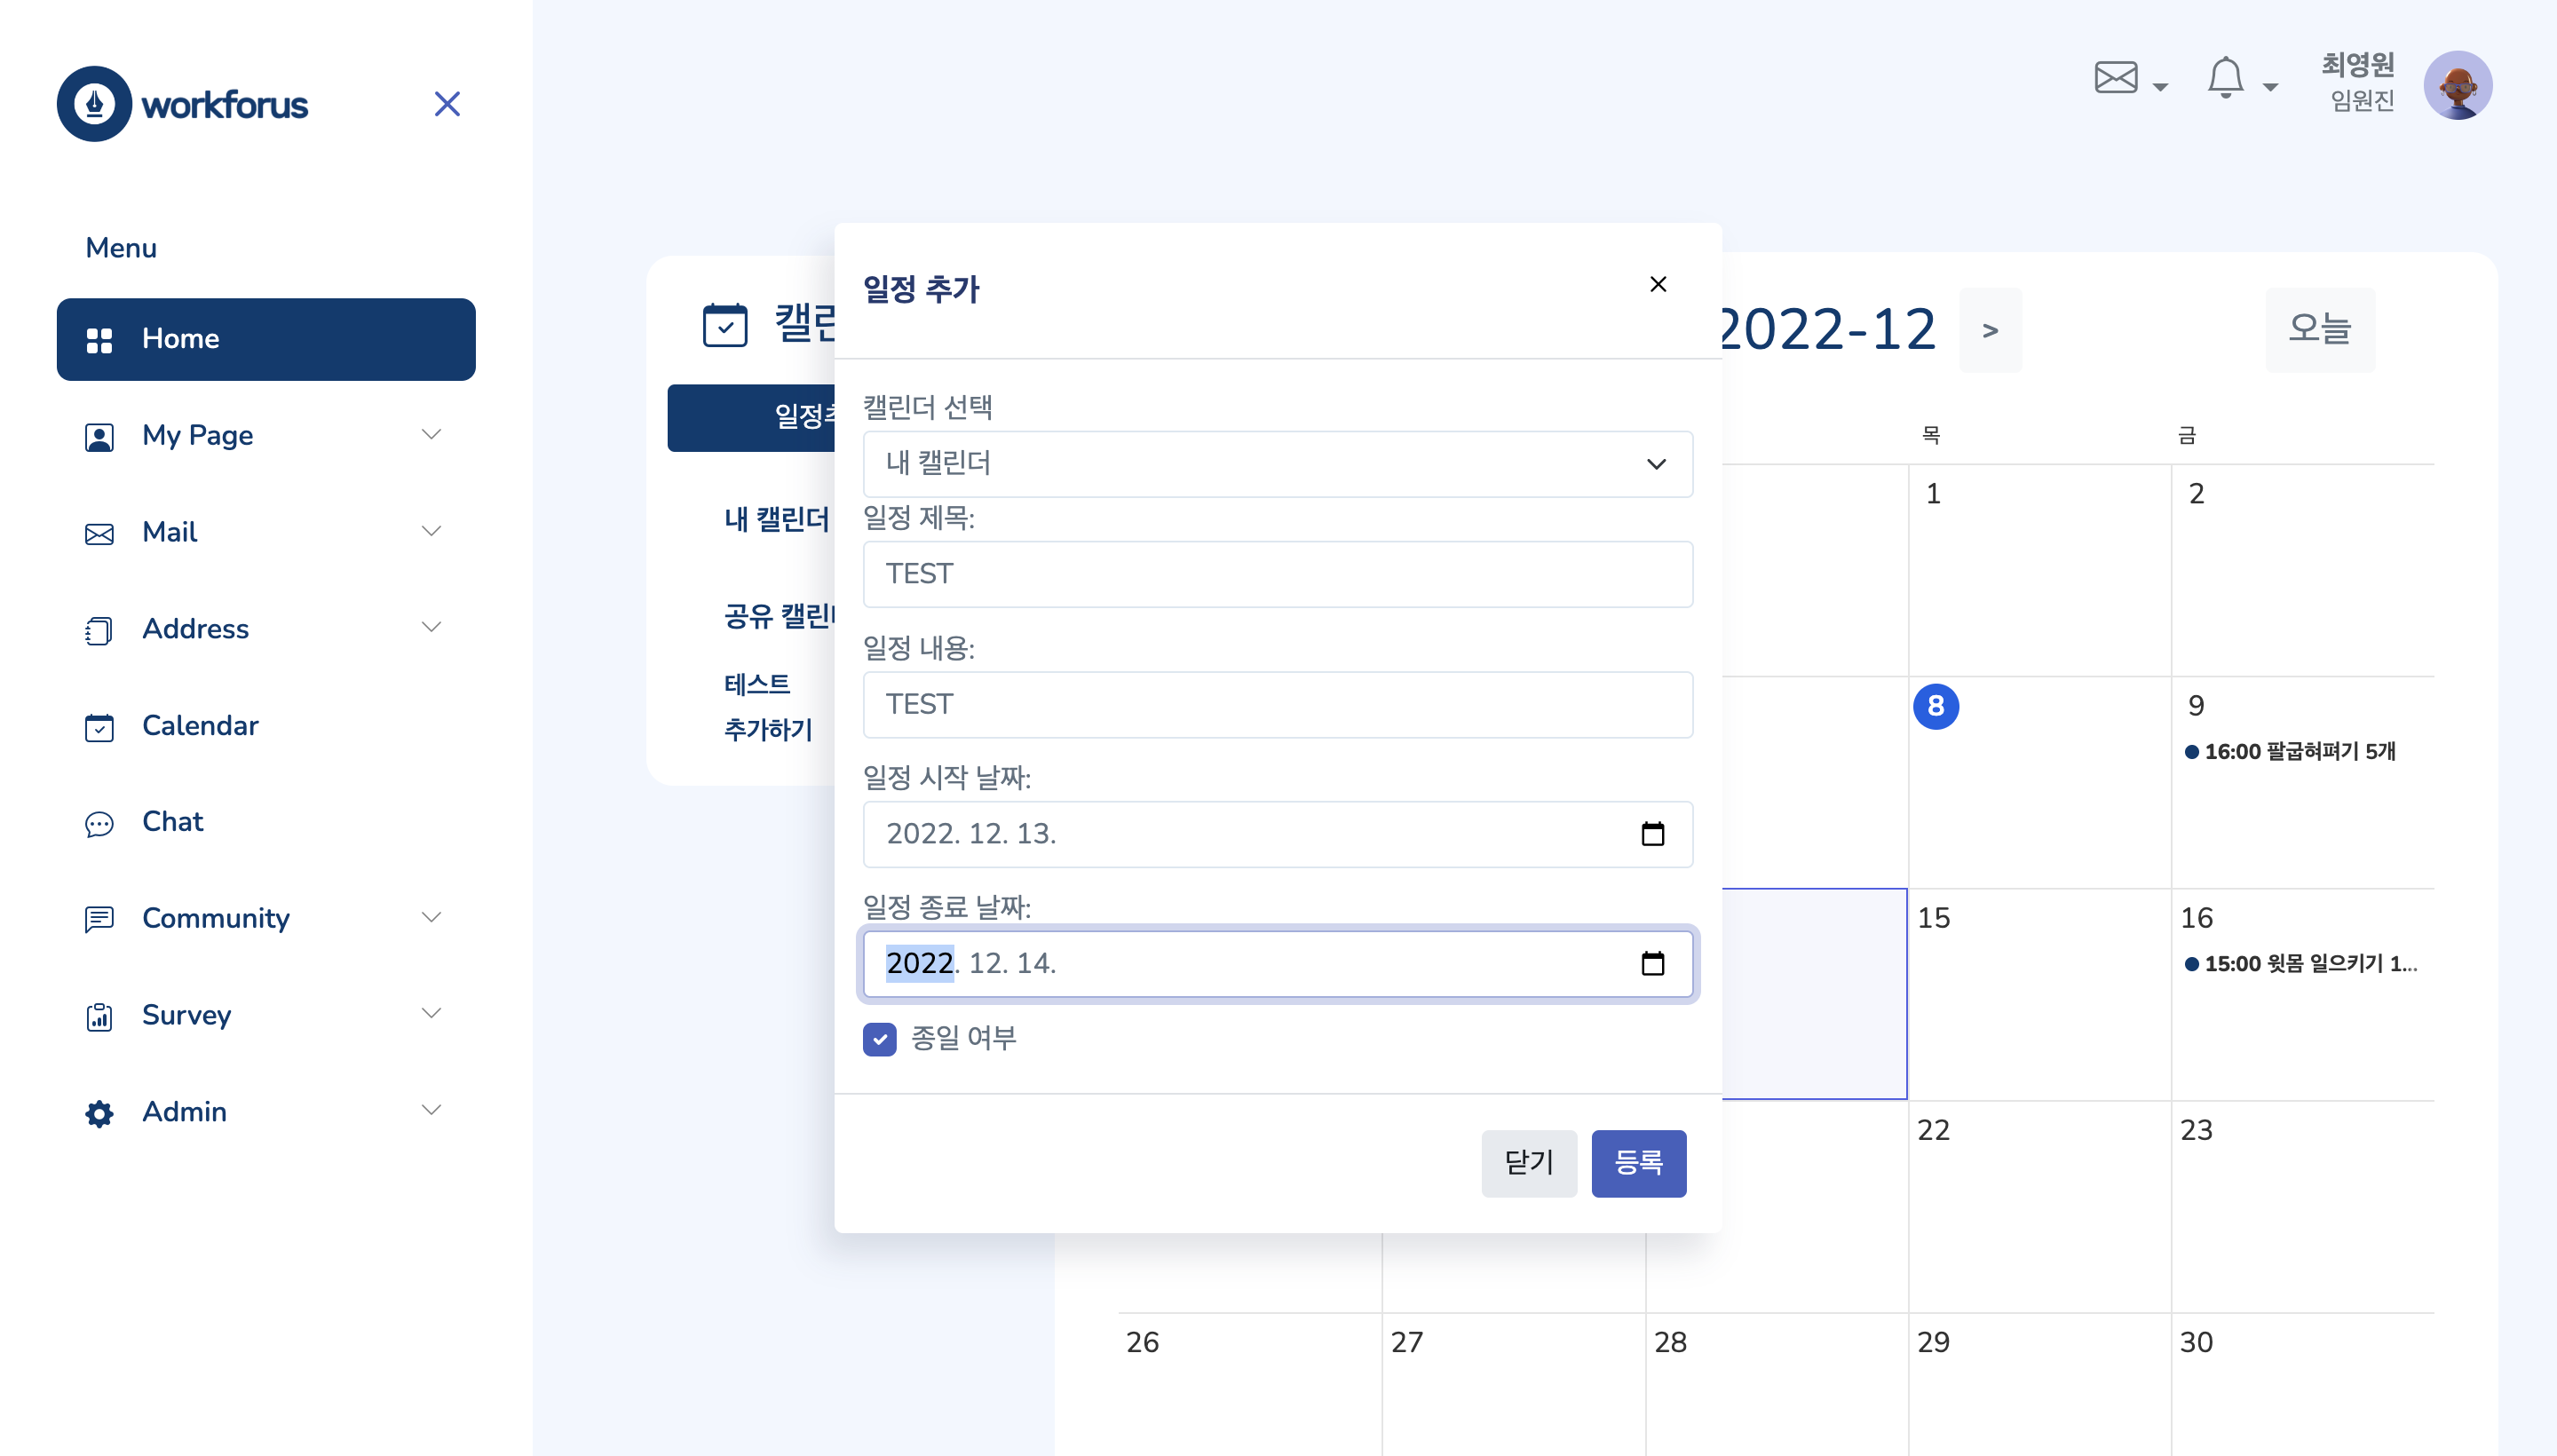 workforus
Menu
Home
My Page
Mail
Address
Calendar
Chat
Community
Survey
Admin
최영원
임원진
캘린
일정추
내 캘린더
공유 캘린
테스트
추가하기
일정 추가
캘린더 선택
내 캘린더
일정 제목:
TEST
일정 내용:
TEST
일정 시작 날짜:
2022. 12. 13.
일정 종료 날짜:
2022. 12. 14.
종일 여부
닫기 등록
2022-12 > 오늘
목 금
1 2
8 9
16:00 팔굽혀펴기 5개
15 16
15:00 윗몸 일으키기 1...
22 23
26 27 28 29 30